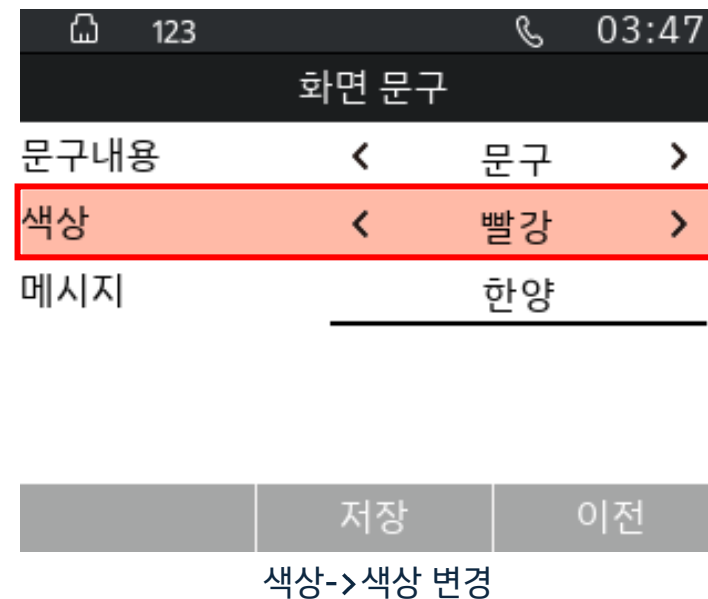 123 03:47
화면 문구
문구내용 < 문구 >
색상 < 빨강 >
메시지 한양
저장 이전
색상->색상 변경